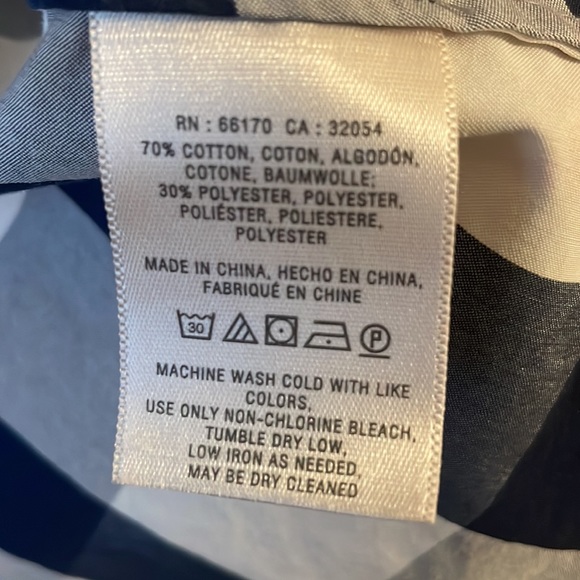 RN : 66170 CA : 32054
70% COTTON, COTON, ALGODÓN,
COTONE, BAUMWOLLE;
30% POLYESTER, POLYESTER,
POLIÉSTER, POLIESTERE,
POLYESTER
MADE IN CHINA, HECHO EN CHINA,
FABRIQUÉ EN CHINE
30 P
MACHINE WASH COLD WITH LIKE
COLORS,
USE ONLY NON-CHLORINE BLEACH,
TUMBLE DRY LOW,
LOW IRON AS NEEDED,
MAY BE DRY CLEANED